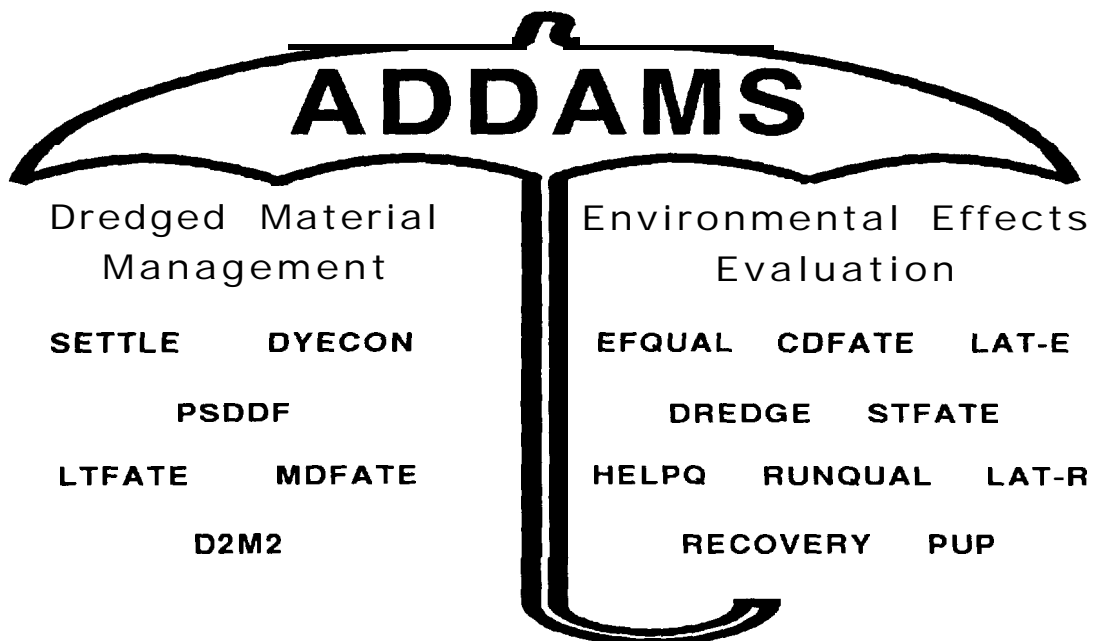 ADDAMS
Dredged Material
Management
SETTLE DYECON
PSDDF
LTFATE MDFATE
D2M2
Environmental Effects
Evaluation
EFQUAL CDFATE LAT-E
DREDGE STFATE
HELPQ RUNQUAL LAT-R
RECOVERY PUP